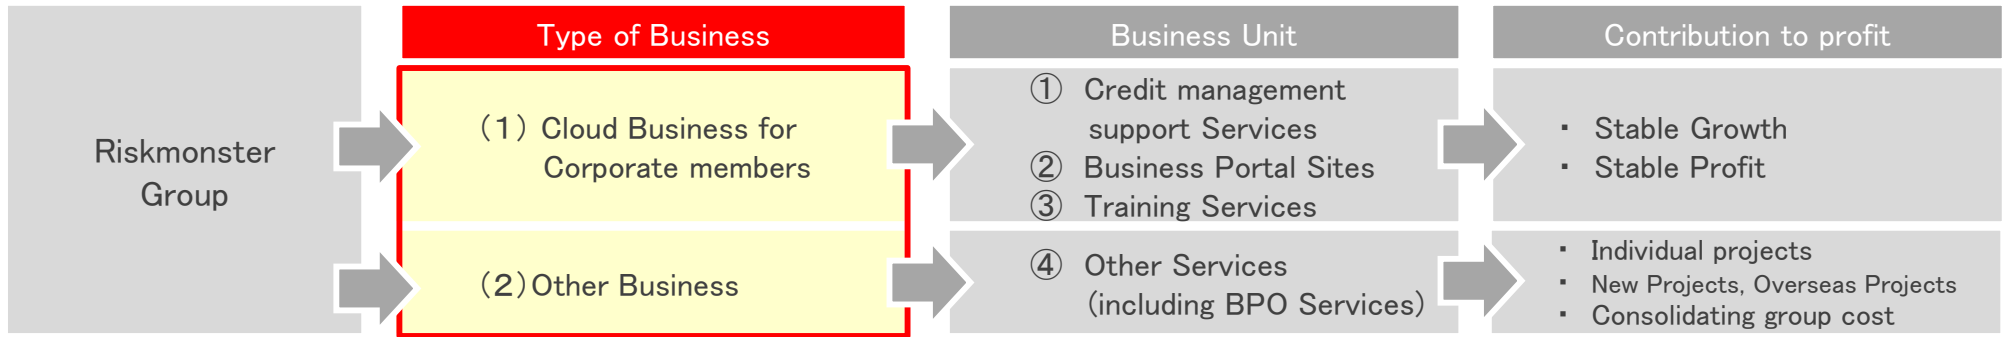 Type of Business
Business Unit
Contribution to profit
Riskmonster
Group
（１）Cloud Business for
Corporate members
① Credit management
support Services
② Business Portal Sites
③ Training Services
・ Stable Growth
・ Stable Profit
（２）Other Business
④ Other Services
（including BPO Services）
・ Individual projects
・ New Projects, Overseas Projects
・ Consolidating group cost